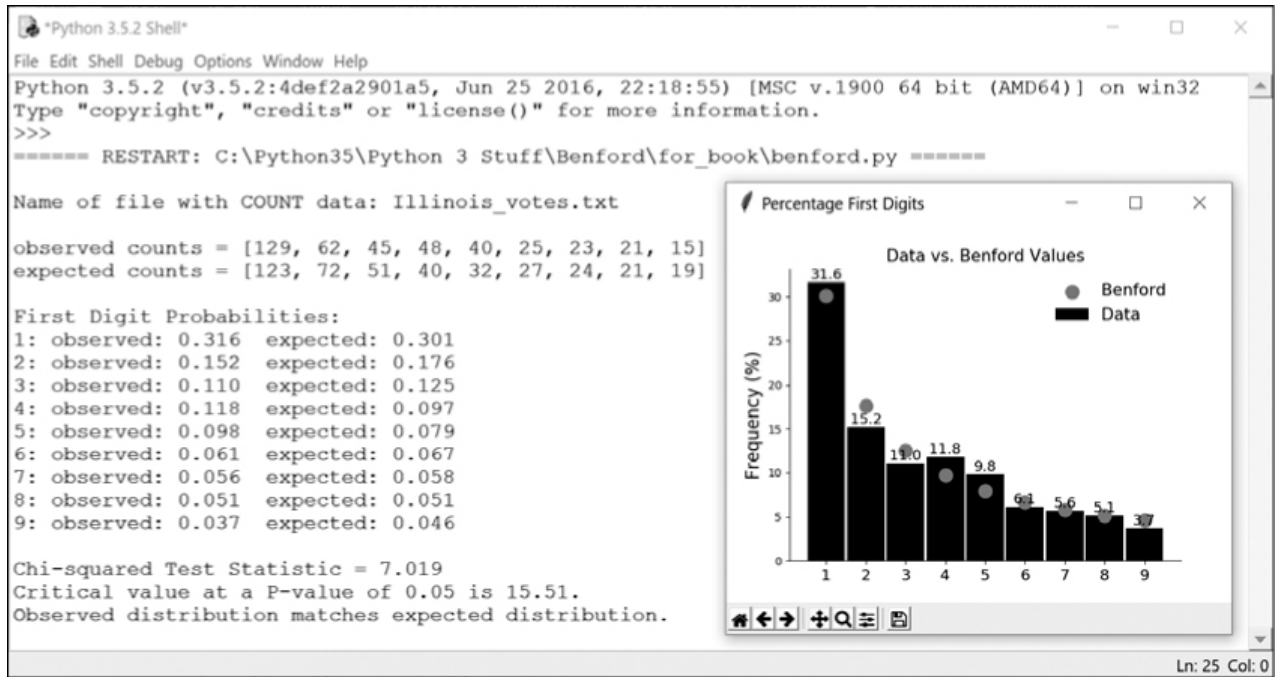 *Python 3.5.2 Shell*
File Edit Shell Debug Options Window Help
Python 3.5.2 (v3.5.2:4def2a2901a5, Jun 25 2016, 22:18:55) [MSC v.1900 64 bit (AMD64)] on win32
Type "copyright", "credits" or "license()" for more information.
>>>
====== RESTART: C:\Python35\Python 3 Stuff\Benford\for_book\benford.py ======
Name of file with COUNT data: Illinois_votes.txt
observed counts = [129, 62, 45, 48, 40, 25, 23, 21, 15]
expected counts = [123, 72, 51, 40, 32, 27, 24, 21, 19]
First Digit Probabilities:
1: observed: 0.316  expected: 0.301
2: observed: 0.152  expected: 0.176
3: observed: 0.110  expected: 0.125
4: observed: 0.118  expected: 0.097
5: observed: 0.098  expected: 0.079
6: observed: 0.061  expected: 0.067
7: observed: 0.056  expected: 0.058
8: observed: 0.051  expected: 0.051
9: observed: 0.037  expected: 0.046
Chi-squared Test Statistic = 7.019
Critical value at a P-value of 0.05 is 15.51.
Observed distribution matches expected distribution.
Percentage First Digits
Data vs. Benford Values
Benford
Data
Frequency (%)
30
25
20
15
10
5
0
31.6
15.2
11.0
11.8
9.8
6.1
5.6
5.1
3.7
1 2 3 4 5 6 7 8 9
Ln: 25 Col: 0